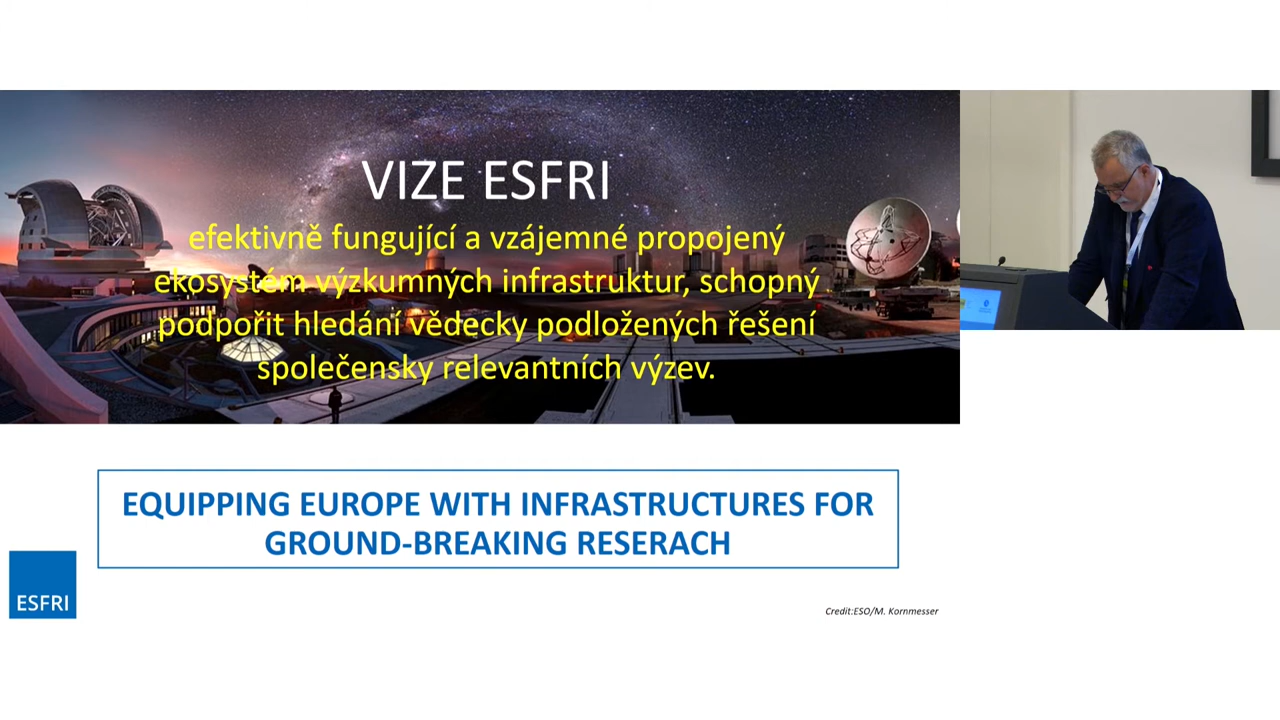 VIZE ESFRI
efektivně fungující a vzájemné propojený
ekosystém výzkumných infrastruktur, schopný
podpořit hledání vědecky podložených řešení
společensky relevantních výzev.
EQUIPPING EUROPE WITH INFRASTRUCTURES FOR
GROUND-BREAKING RESERACH
ESFRI
Credit:ESO/M. Kornmesser